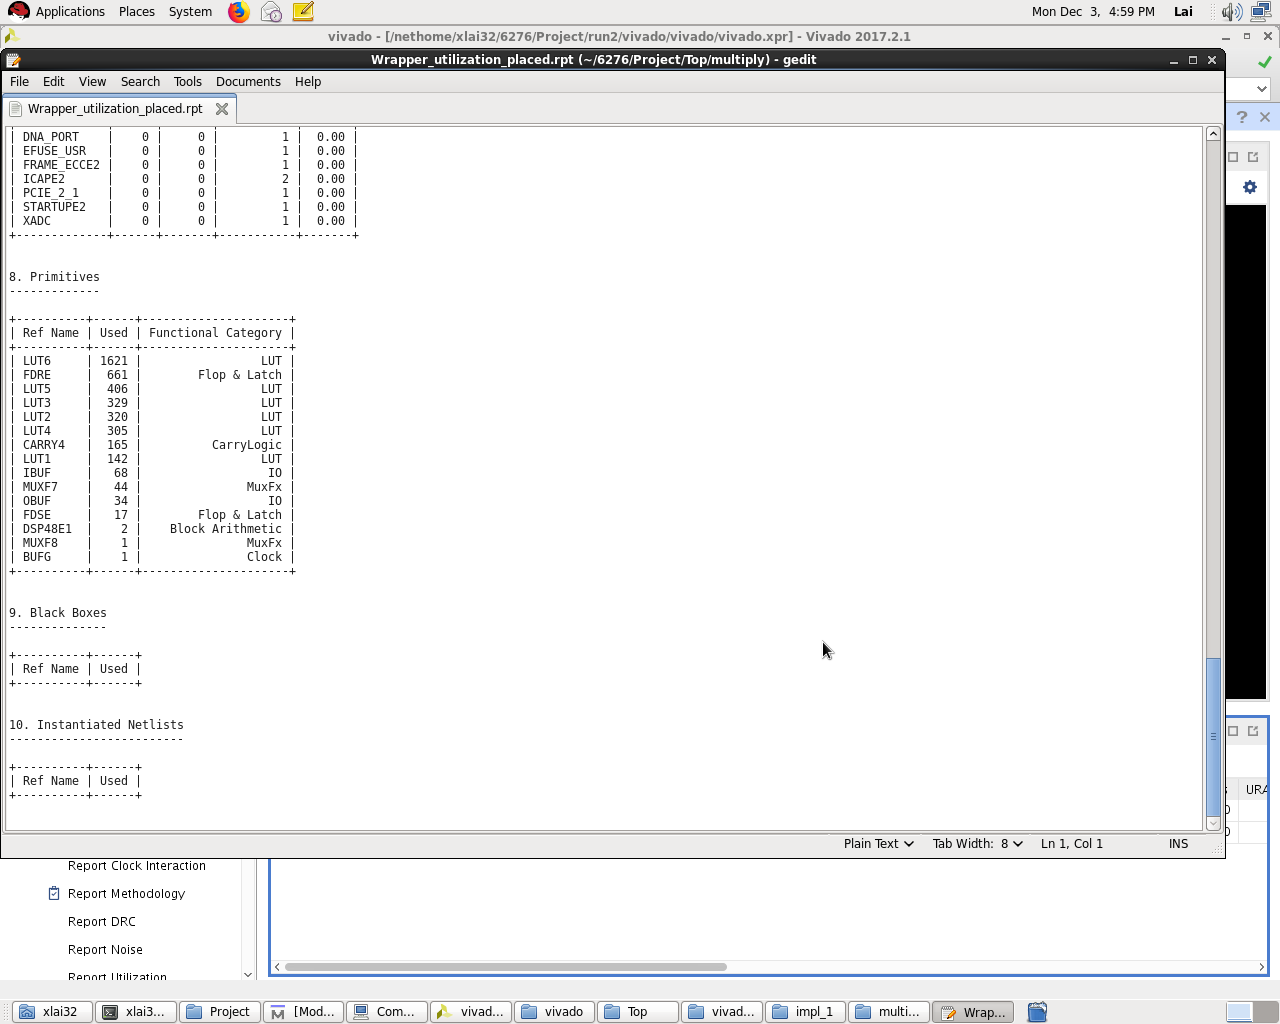 Applications Places System Mon Dec 3, 4:59 PM Lai
vivado - [/nethome/xlai32/6276/Project/run2/vivado/vivado/vivado.xpr] - Vivado 2017.2.1
Wrapper_utilization_placed.rpt (~/6276/Project/Top/multiply) - gedit
File Edit View Search Tools Documents Help
Wrapper_utilization_placed.rpt
| DNA_PORT    |    0 |     0 |         1 |  0.00 |
| EFUSE_USR   |    0 |     0 |         1 |  0.00 |
| FRAME_ECCE2 |    0 |     0 |         1 |  0.00 |
| ICAPE2      |    0 |     0 |         2 |  0.00 |
| PCIE_2_1    |    0 |     0 |         1 |  0.00 |
| STARTUPE2   |    0 |     0 |         1 |  0.00 |
| XADC        |    0 |     0 |         1 |  0.00 |
+-------------+------+-------+-----------+-------+
8. Primitives
-------------
+----------+------+---------------------+
| Ref Name | Used | Functional Category |
+----------+------+---------------------+
| LUT6     | 1621 |                 LUT |
| FDRE     |  661 |        Flop & Latch |
| LUT5     |  406 |                 LUT |
| LUT3     |  329 |                 LUT |
| LUT2     |  320 |                 LUT |
| LUT4     |  305 |                 LUT |
| CARRY4   |  165 |          CarryLogic |
| LUT1     |  142 |                 LUT |
| IBUF     |   68 |                  IO |
| MUXF7    |   44 |               MuxFx |
| OBUF     |   34 |                  IO |
| FDSE     |   17 |        Flop & Latch |
| DSP48E1  |    2 |    Block Arithmetic |
| MUXF8    |    1 |               MuxFx |
| BUFG     |    1 |               Clock |
+----------+------+---------------------+
9. Black Boxes
--------------
+----------+------+
| Ref Name | Used |
+----------+------+
10. Instantiated Netlists
-------------------------
+----------+------+
| Ref Name | Used |
+----------+------+
URA
Plain Text Tab Width: 8 Ln 1, Col 1 INS
Report Clock Interaction
Report Methodology
Report DRC
Report Noise
Report Utilization
xlai32 xlai3... Project [Mod... Com... vivad... vivado Top vivad... impl_1 multi... Wrap...